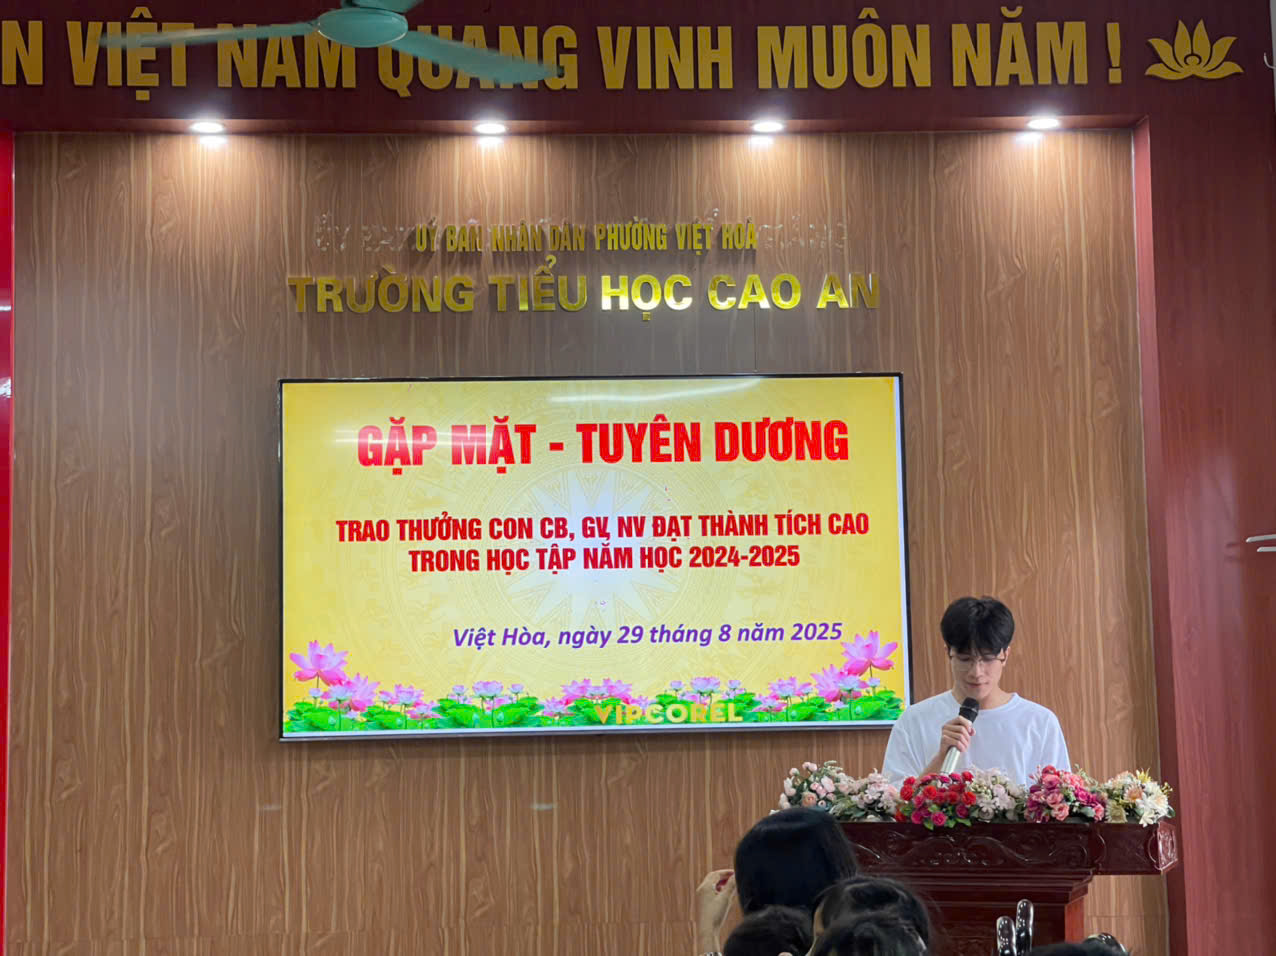 N VIỆT NAM QUANG VINH MUÔN NĂM !
ỦY BAN NHÂN DÂN PHƯỜNG VIỆT HOÀ
TRƯỜNG TIỂU HỌC CAO AN
GẶP MẶT - TUYÊN DƯƠNG
TRAO THƯỞNG CON CB, GV, NV ĐẠT THÀNH TÍCH CAO
TRONG HỌC TẬP NĂM HỌC 2024-2025
Việt Hòa, ngày 29 tháng 8 năm 2025
VIPCOREL